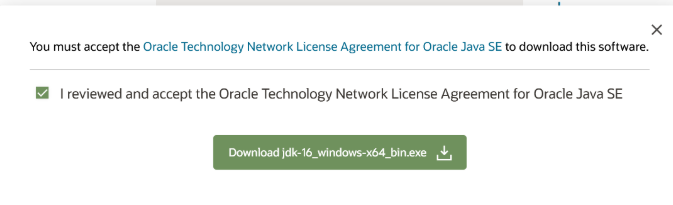 You must accept the Oracle Technology Network License Agreement for Oracle Java SE to download this software.
I reviewed and accept the Oracle Technology Network License Agreement for Oracle Java SE
Download jdk-16_windows-x64_bin.exe